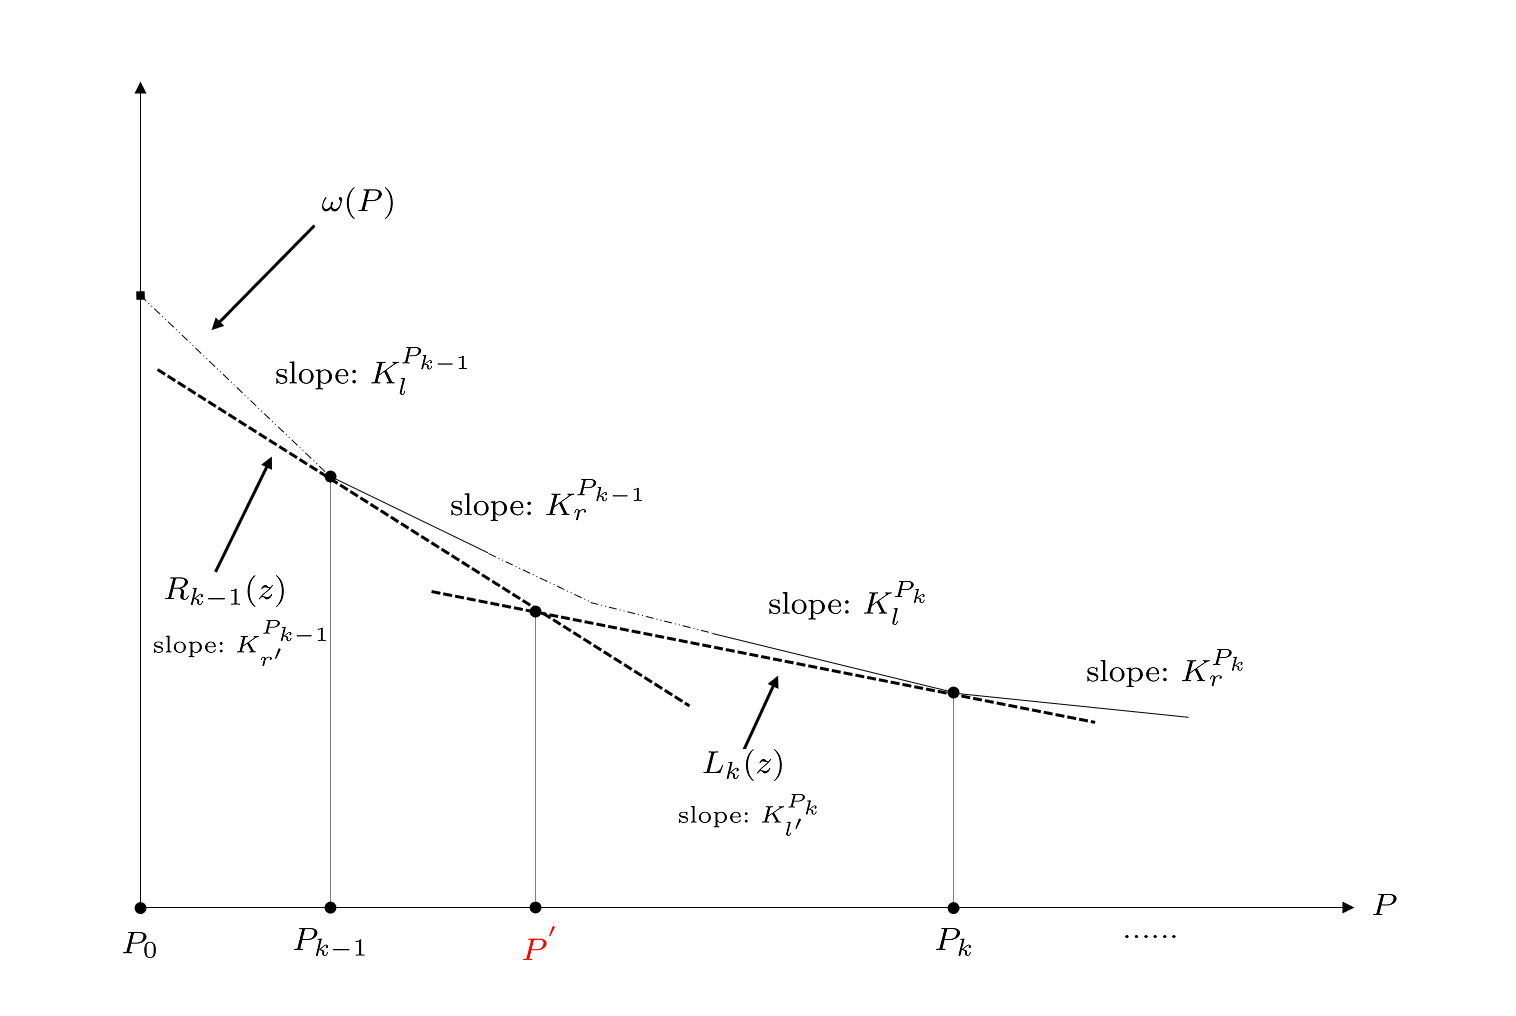 ω(P)
slope: K_l^{P_{k−1}}
slope: K_r^{P_{k−1}}
R_{k−1}(z)
slope: K_{r′}^{P_{k−1}}
slope: K_l^{P_k}
slope: K_r^{P_k}
L_k(z)
slope: K_{l′}^{P_k}
P
P_0 P_{k−1} P′ P_k ......